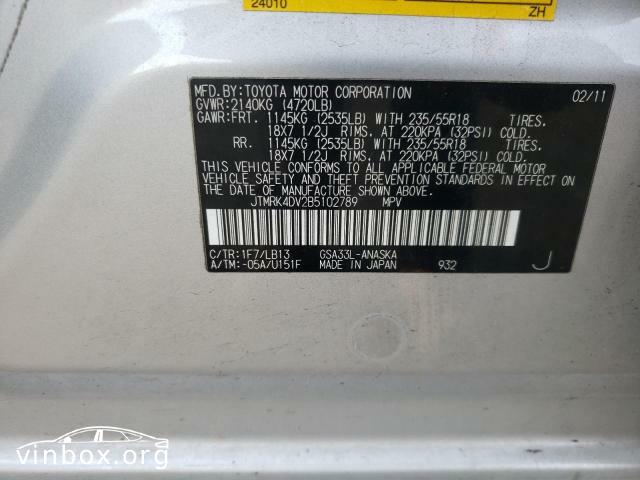 24010
ZH
MFD.BY:TOYOTA MOTOR CORPORATION 02/11
GVWR:2140KG (4720LB)
GAWR:FRT. 1145KG (2535LB) WITH 235/55R18 TIRES.
18X7 1/2J RIMS. AT 220KPA (32PSI) COLD.
RR. 1145KG (2535LB) WITH 235/55R18 TIRES.
18X7 1/2J RIMS. AT 220KPA (32PSI) COLD.
THIS VEHICLE CONFORMS TO ALL APPLICABLE FEDERAL MOTOR
VEHICLE SAFETY AND THEFT PREVENTION STANDARDS IN EFFECT ON
THE DATE OF MANUFACTURE SHOWN ABOVE.
JTMRK4DV2B5102789 MPV
C/TR:1F7/LB13 GSA33L-ANASKA
A/TM:-05A/U151F MADE IN JAPAN 932 J
vinbox.org